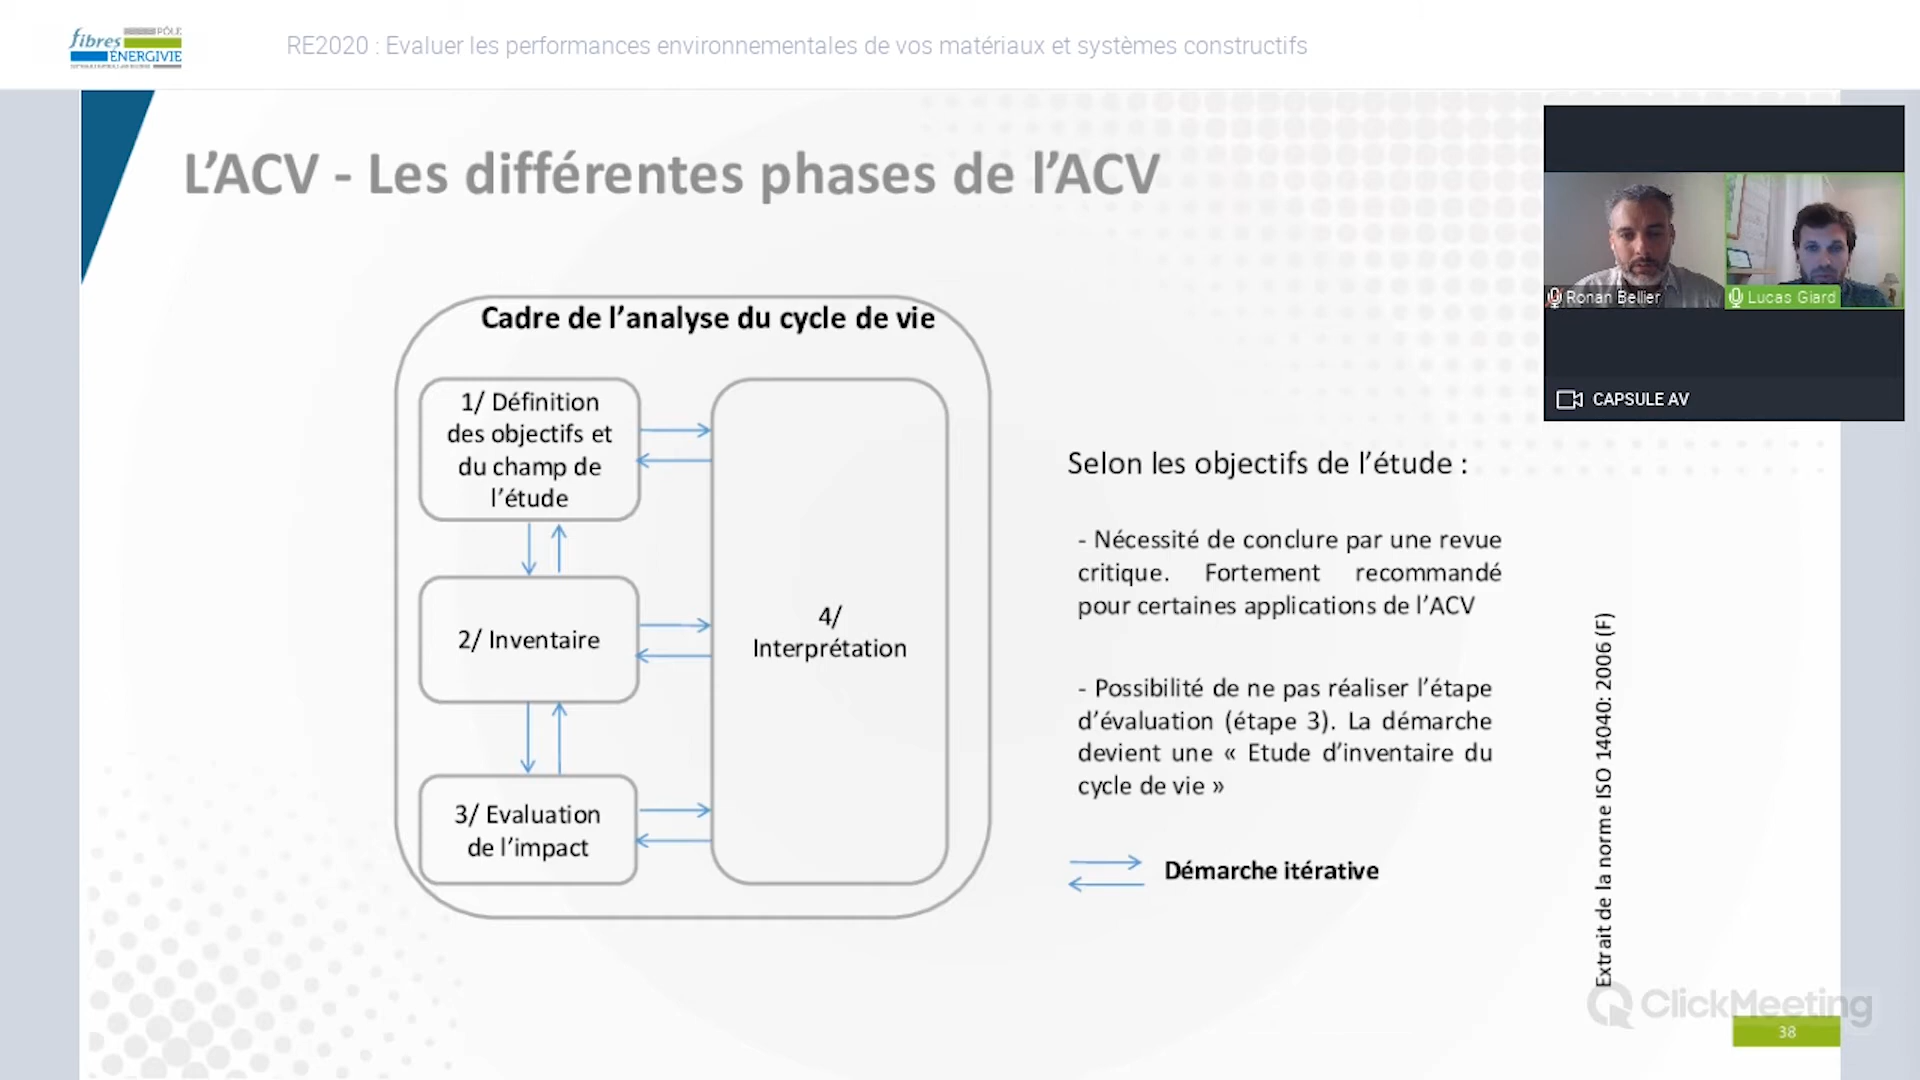 fibres
PÔLE
ÉNERGIVIE
RE2020 : Evaluer les performances environnementales de vos matériaux et systèmes constructifs
L’ACV - Les différentes phases de l’ACV
Ronan Bellier
Lucas Giard
CAPSULE AV
Cadre de l’analyse du cycle de vie
1/ Définition
des objectifs et
du champ de
l’étude
2/ Inventaire
3/ Evaluation
de l’impact
4/
Interprétation
Selon les objectifs de l’étude :
- Nécessité de conclure par une revue
critique. Fortement recommandé
pour certaines applications de l’ACV
- Possibilité de ne pas réaliser l’étape
d’évaluation (étape 3). La démarche
devient une « Etude d’inventaire du
cycle de vie »
Démarche itérative
Extrait de la norme ISO 14040: 2006 (F)
ClickMeeting
38